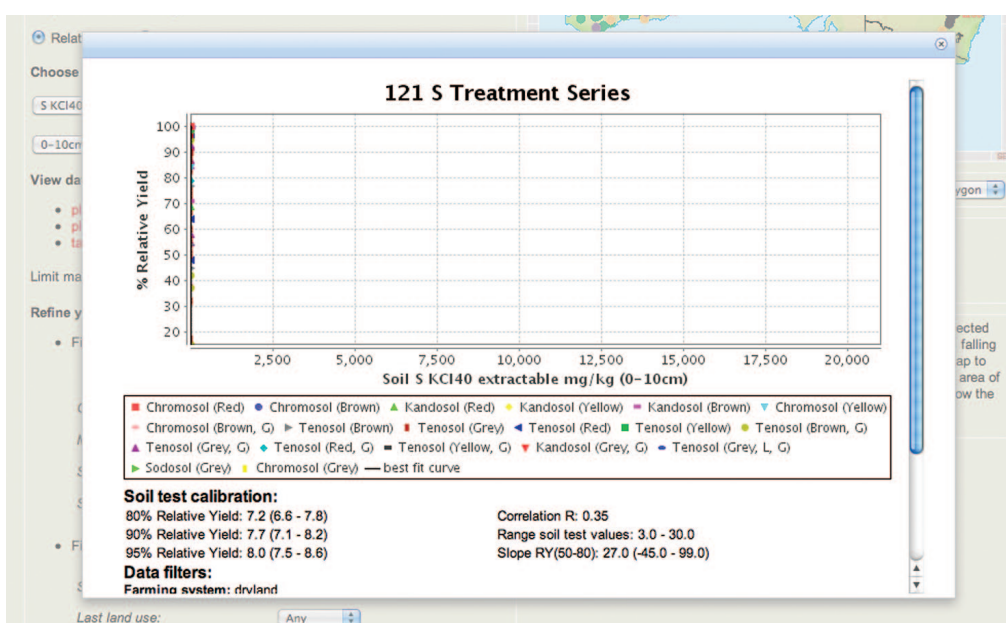 Relat
121 S Treatment Series
Choose
S KCl40
0-10cm
View da
pl
pl
ta
Limit ma
Refine y
Fi
Fi
% Relative Yield
100
90
80
70
60
50
40
30
20
2,500 5,000 7,500 10,000 12,500 15,000 17,500 20,000
Soil S KCl40 extractable mg/kg (0-10cm)
Chromosol (Red) Chromosol (Brown) Kandosol (Red) Kandosol (Yellow) Kandosol (Brown) Chromosol (Yellow)
Chromosol (Brown, G) Tenosol (Brown) Tenosol (Grey) Tenosol (Red) Tenosol (Yellow) Tenosol (Brown, G)
Tenosol (Grey, G) Tenosol (Red, G) Tenosol (Yellow, G) Kandosol (Grey, G) Tenosol (Grey, L, G)
Sodosol (Grey) Chromosol (Grey) best fit curve
Soil test calibration:
80% Relative Yield: 7.2 (6.6 - 7.8) Correlation R: 0.35
90% Relative Yield: 7.7 (7.1 - 8.2) Range soil test values: 3.0 - 30.0
95% Relative Yield: 8.0 (7.5 - 8.6) Slope RY(50-80): 27.0 (-45.0 - 99.0)
Data filters:
Farming system: dryland
Last land use: Any
ygon
ected
falling
ap to
area of
ow the